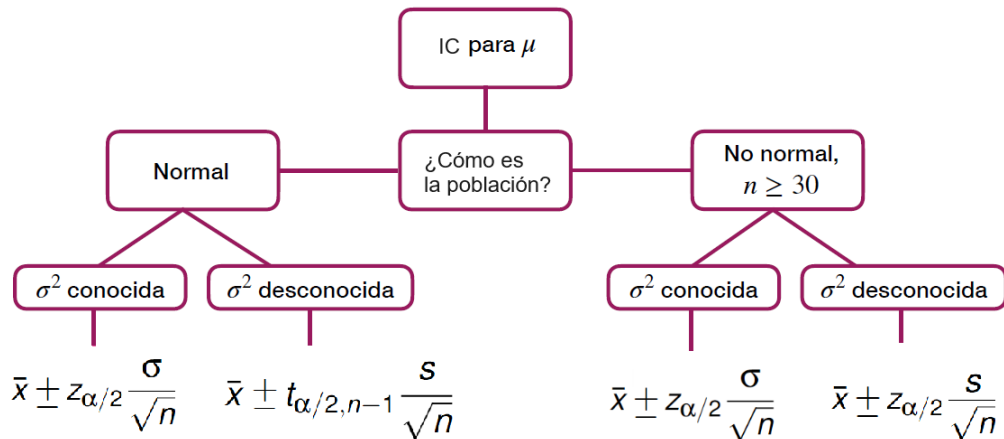 IC para μ
¿Cómo es
la población?
Normal
No normal,
n ≥ 30
σ² conocida
σ² desconocida
σ² conocida
σ² desconocida
x̄ ± z_{α/2} σ/√n
x̄ ± t_{α/2,n−1} s/√n
x̄ ± z_{α/2} σ/√n
x̄ ± z_{α/2} s/√n